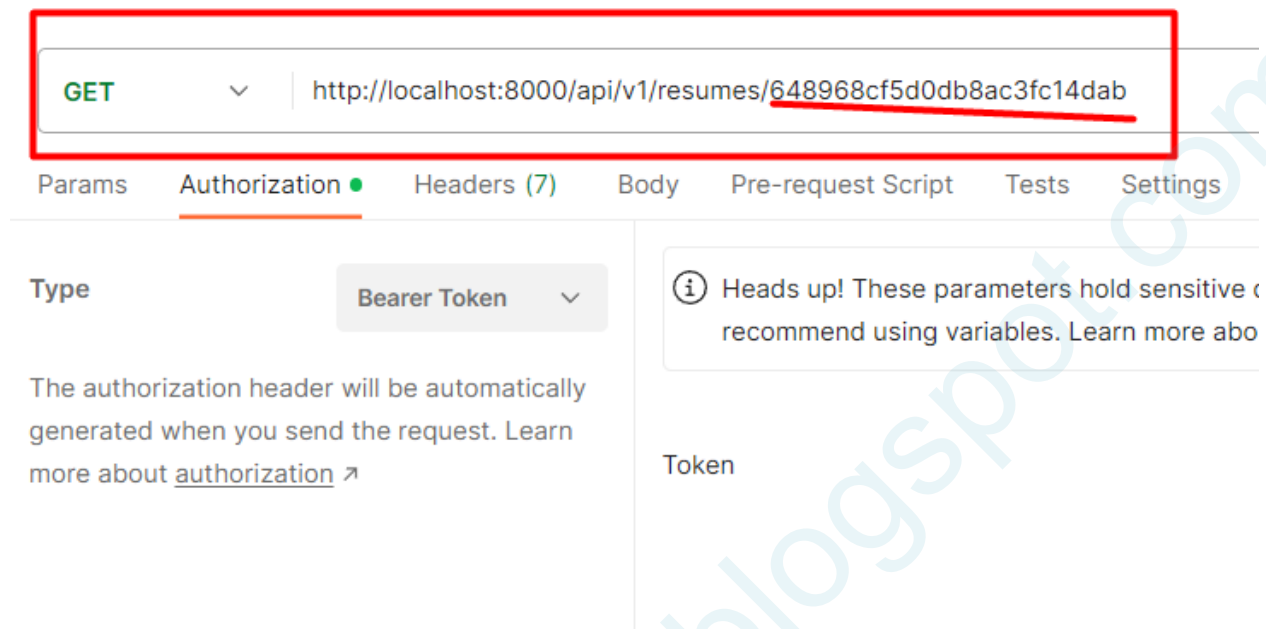 GET http://localhost:8000/api/v1/resumes/648968cf5d0db8ac3fc14dab
Params Authorization Headers (7) Body Pre-request Script Tests Settings
Type
Bearer Token
The authorization header will be automatically
generated when you send the request. Learn
more about authorization ↗
Heads up! These parameters hold sensitive
recommend using variables. Learn more abo
Token
blogspot.com